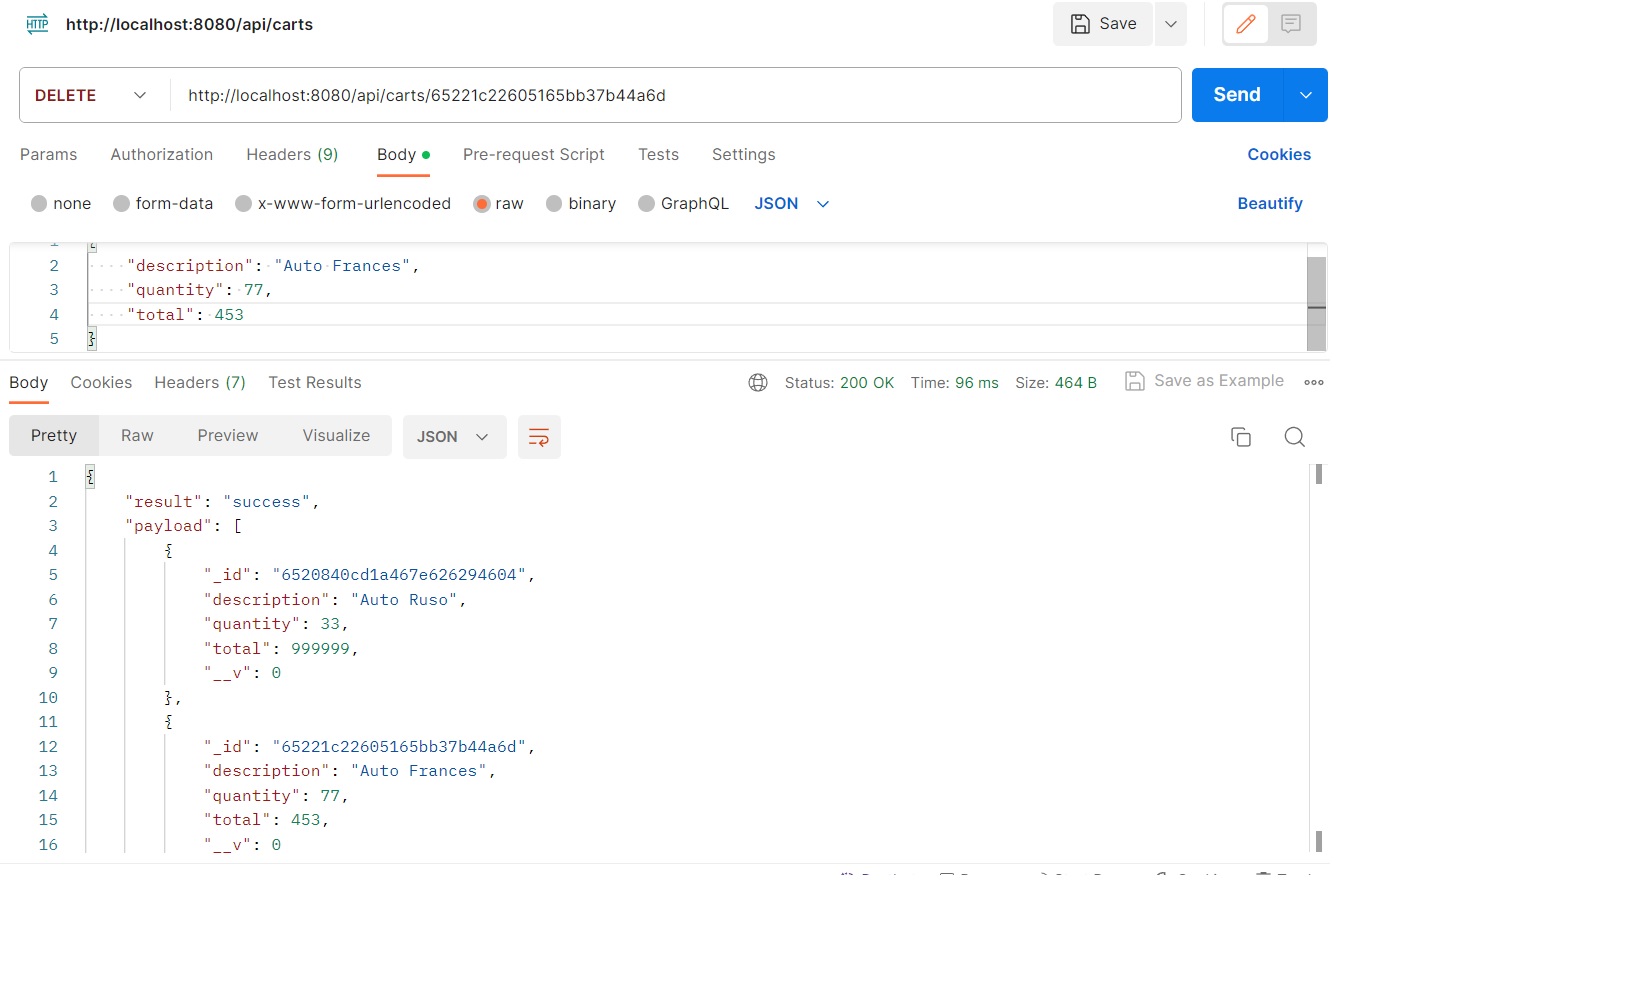 HTTP http://localhost:8080/api/carts Save
DELETE http://localhost:8080/api/carts/65221c22605165bb37b44a6d Send
Params Authorization Headers (9) Body Pre-request Script Tests Settings Cookies
none form-data x-www-form-urlencoded raw binary GraphQL JSON Beautify
1 {
2 "description": "Auto Frances",
3 "quantity": 77,
4 "total": 453
5 }
Body Cookies Headers (7) Test Results Status: 200 OK Time: 96 ms Size: 464 B Save as Example
Pretty Raw Preview Visualize JSON
1 {
2 "result": "success",
3 "payload": [
4 {
5 "_id": "6520840cd1a467e626294604",
6 "description": "Auto Ruso",
7 "quantity": 33,
8 "total": 999999,
9 "__v": 0
10 },
11 {
12 "_id": "65221c22605165bb37b44a6d",
13 "description": "Auto Frances",
14 "quantity": 77,
15 "total": 453,
16 "__v": 0